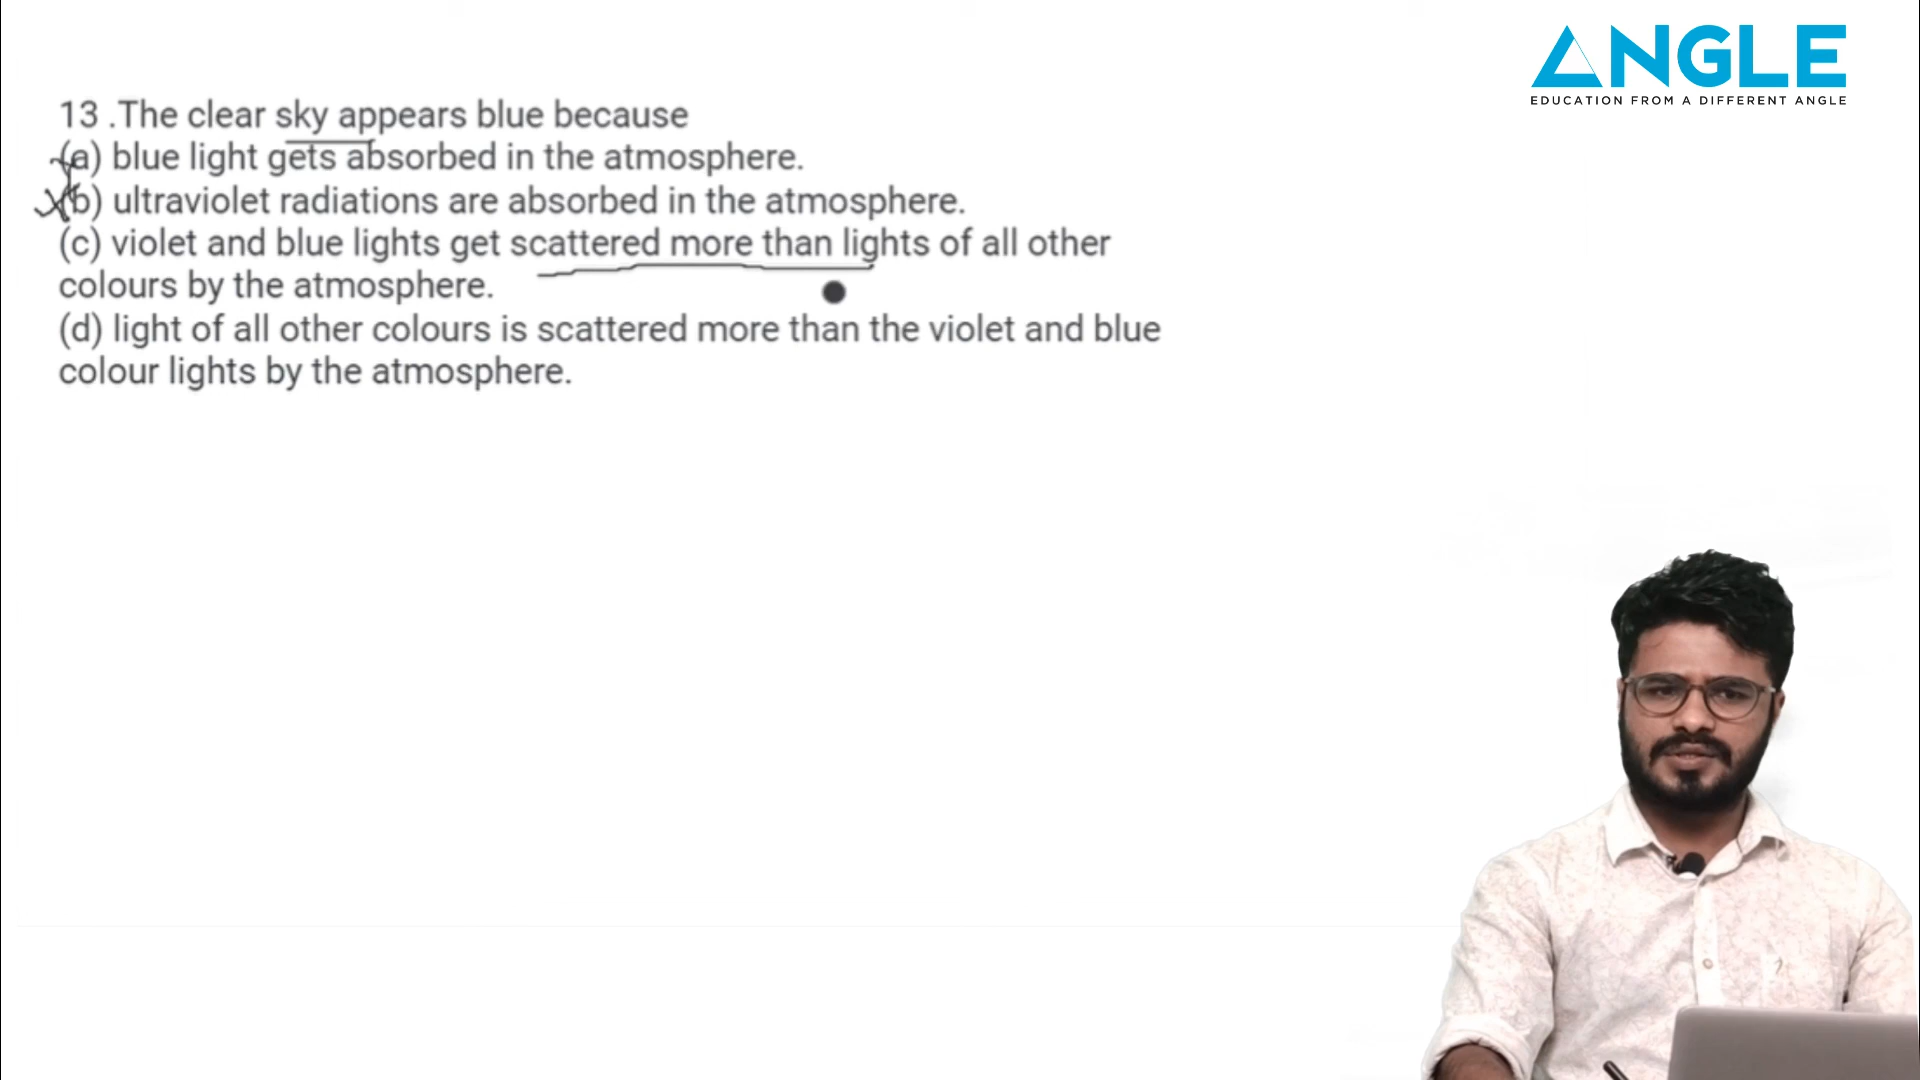 ANGLE
EDUCATION FROM A DIFFERENT ANGLE
13 .The clear sky appears blue because
(a) blue light gets absorbed in the atmosphere.
(b) ultraviolet radiations are absorbed in the atmosphere.
(c) violet and blue lights get scattered more than lights of all other
colours by the atmosphere.
(d) light of all other colours is scattered more than the violet and blue
colour lights by the atmosphere.